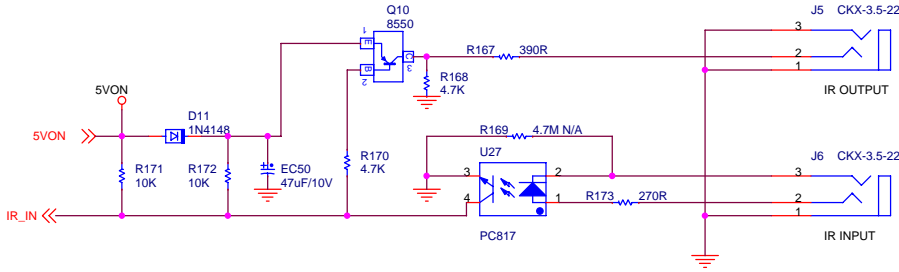 Q10
8550
J5 CKX-3.5-22
1 E
C
3
B
2
R167 390R
3
2
1
R168
4.7K
IR OUTPUT
5VON
5VON
D11
1N4148
R169 4.7M N/A
U27
R171
10K
R172
10K
EC50
47uF/10V
R170
4.7K
J6 CKX-3.5-22
3
4
2
1
R173 270R
3
2
1
IR_IN
PC817
IR INPUT